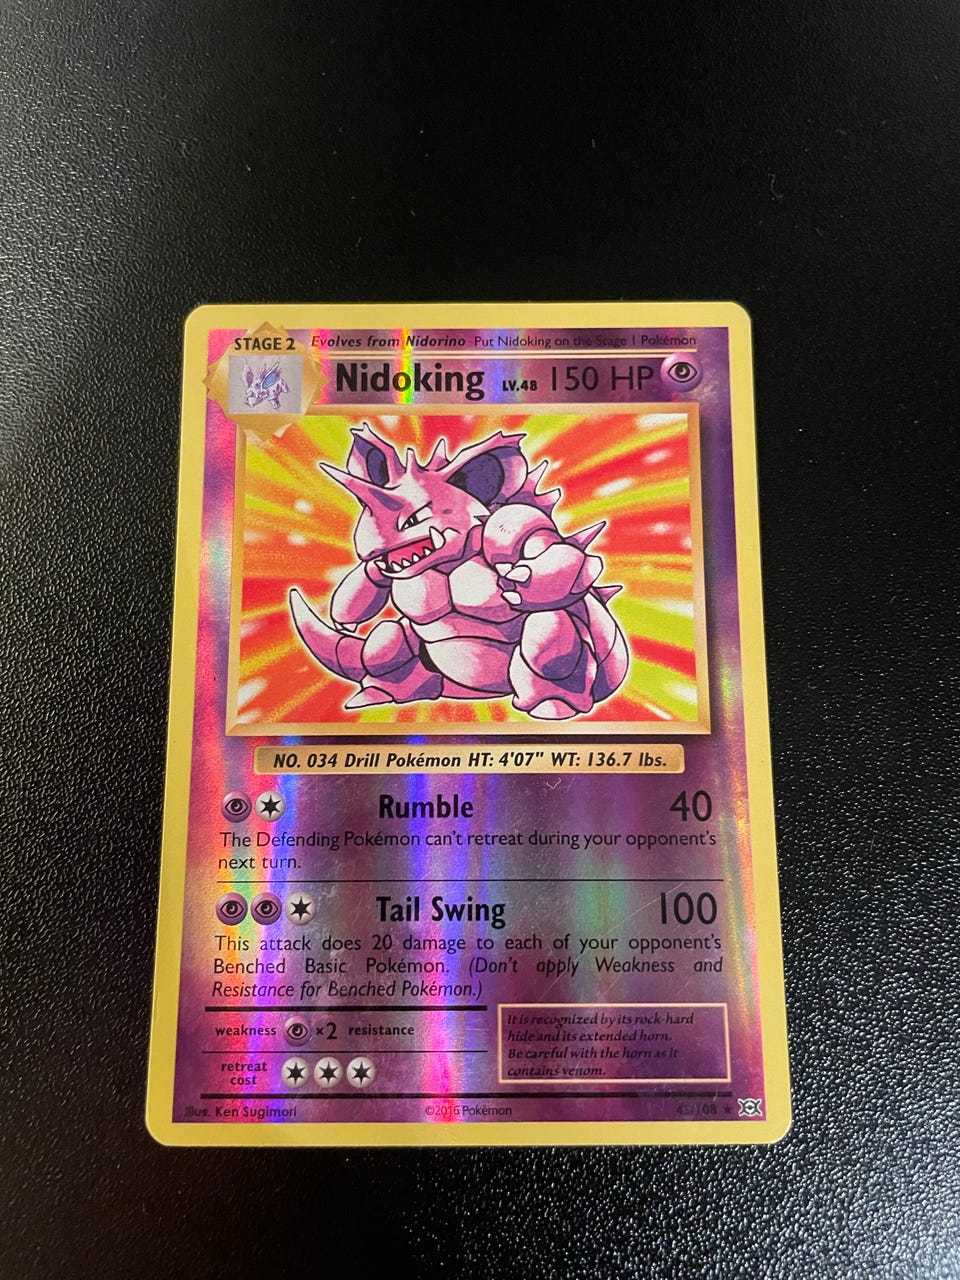 STAGE 2 Evolves from Nidorino Put Nidoking on the Stage 1 Pokémon
Nidoking LV.48 150 HP
NO. 034 Drill Pokémon HT: 4'07" WT: 136.7 lbs.
Rumble 40
The Defending Pokémon can't retreat during your opponent's
next turn.
Tail Swing 100
This attack does 20 damage to each of your opponent's
Benched Basic Pokémon. (Don't apply Weakness and
Resistance for Benched Pokémon.)
weakness ×2 resistance
retreat
cost
It is recognized by its rock-hard
hide and its extended horn.
Be careful with the horn as it
contains venom.
Illus. Ken Sugimori ©2016 Pokémon 45/108